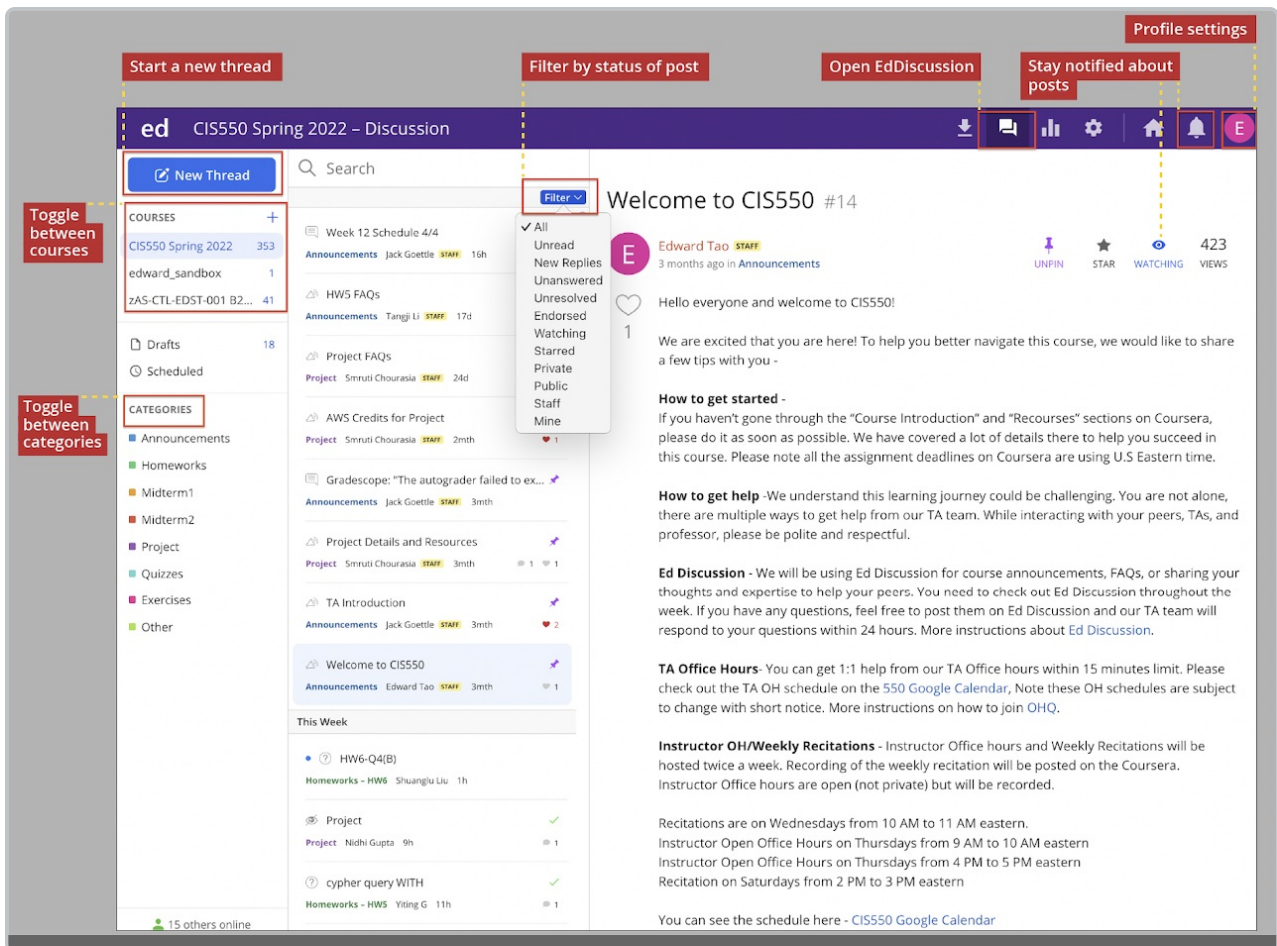 Profile settings
Start a new thread
Filter by status of post
Open EdDiscussion
Stay notified about
posts
ed
CIS550 Spring 2022 – Discussion
E
New Thread
Toggle
between
courses
COURSES +
CIS550 Spring 2022 353
edward_sandbox 1
zAS-CTL-EDST-001 B2... 41
Drafts 18
Scheduled
Toggle
between
categories
CATEGORIES
Announcements
Homeworks
Midterm1
Midterm2
Project
Quizzes
Exercises
Other
15 others online
Search
Filter
All
Unread
New Replies
Unanswered
Unresolved
Endorsed
Watching
Starred
Private
Public
Staff
Mine
Week 12 Schedule 4/4
Announcements Jack Goettle STAFF 16h
HW5 FAQs
Announcements Tangji Li STAFF 17d
Project FAQs
Project Smruti Chourasia STAFF 24d
AWS Credits for Project
Project Smruti Chourasia STAFF 2mth 1
Gradescope: "The autograder failed to ex...
Announcements Jack Goettle STAFF 3mth
Project Details and Resources
Project Smruti Chourasia STAFF 3mth 1 1
TA Introduction
Announcements Jack Goettle STAFF 3mth 2
Welcome to CIS550
Announcements Edward Tao STAFF 3mth 1
This Week
HW6-Q4(B)
Homeworks – HW6 Shuanglu Liu 1h
Project
Project Nidhi Gupta 9h 1
cypher query WITH
Homeworks – HW5 Yiting G 11h 1
Welcome to CIS550 #14
E
Edward Tao STAFF
3 months ago in Announcements
UNPIN
STAR
WATCHING
423
VIEWS
1
Hello everyone and welcome to CIS550!
We are excited that you are here! To help you better navigate this course, we would like to share
a few tips with you -
How to get started -
If you haven't gone through the “Course Introduction” and “Recourses” sections on Coursera,
please do it as soon as possible. We have covered a lot of details there to help you succeed in
this course. Please note all the assignment deadlines on Coursera are using U.S Eastern time.
How to get help -We understand this learning journey could be challenging. You are not alone,
there are multiple ways to get help from our TA team. While interacting with your peers, TAs, and
professor, please be polite and respectful.
Ed Discussion - We will be using Ed Discussion for course announcements, FAQs, or sharing your
thoughts and expertise to help your peers. You need to check out Ed Discussion throughout the
week. If you have any questions, feel free to post them on Ed Discussion and our TA team will
respond to your questions within 24 hours. More instructions about Ed Discussion.
TA Office Hours- You can get 1:1 help from our TA Office hours within 15 minutes limit. Please
check out the TA OH schedule on the 550 Google Calendar, Note these OH schedules are subject
to change with short notice. More instructions on how to join OHQ.
Instructor OH/Weekly Recitations - Instructor Office hours and Weekly Recitations will be
hosted twice a week. Recording of the weekly recitation will be posted on the Coursera.
Instructor Office hours are open (not private) but will be recorded.
Recitations are on Wednesdays from 10 AM to 11 AM eastern.
Instructor Open Office Hours on Thursdays from 9 AM to 10 AM eastern
Instructor Open Office Hours on Thursdays from 4 PM to 5 PM eastern
Recitation on Saturdays from 2 PM to 3 PM eastern
You can see the schedule here - CIS550 Google Calendar